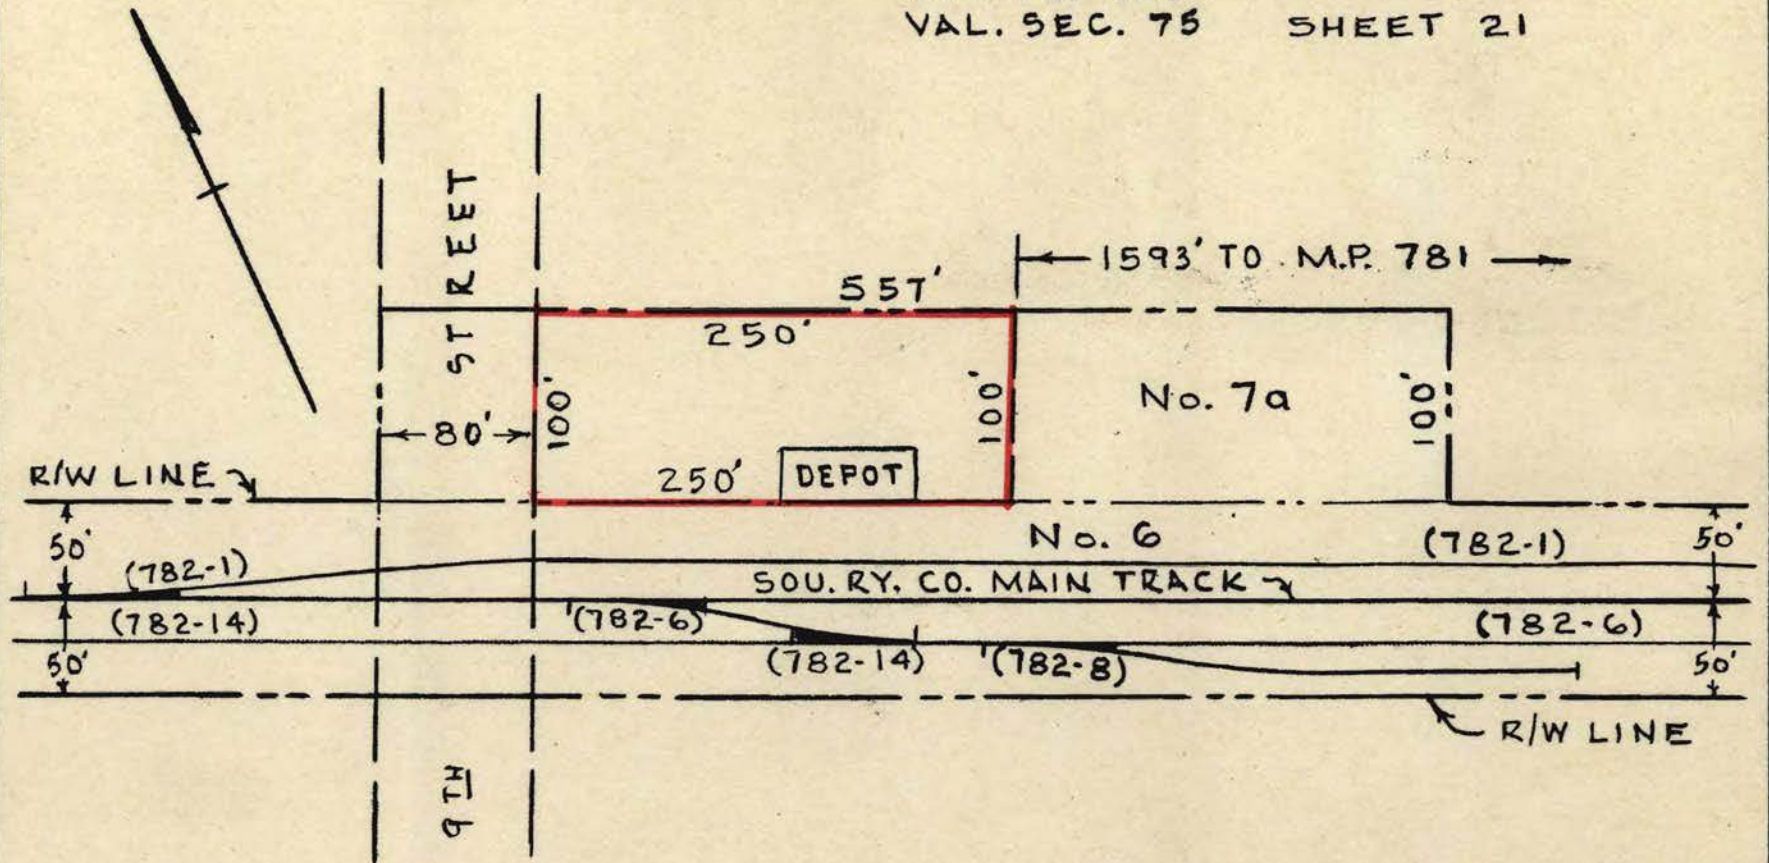 VAL. SEC. 75 SHEET 21
STREET
1593' TO M.P. 781
557'
250'
100'
100'
No. 7a
100'
80'
R/W LINE
250'
DEPOT
50'
No. 6
(782-1)
50'
(782-1)
SOU. RY. CO. MAIN TRACK
(782-14)
(782-6)
(782-6)
50'
(782-14)
(782-8)
50'
R/W LINE
9TH